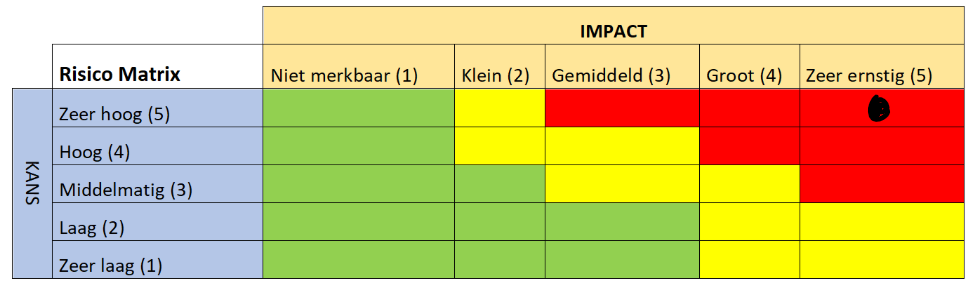 IMPACT
Risico Matrix
Niet merkbaar (1)
Klein (2)
Gemiddeld (3)
Groot (4)
Zeer ernstig (5)
KANS
Zeer hoog (5)
Hoog (4)
Middelmatig (3)
Laag (2)
Zeer laag (1)